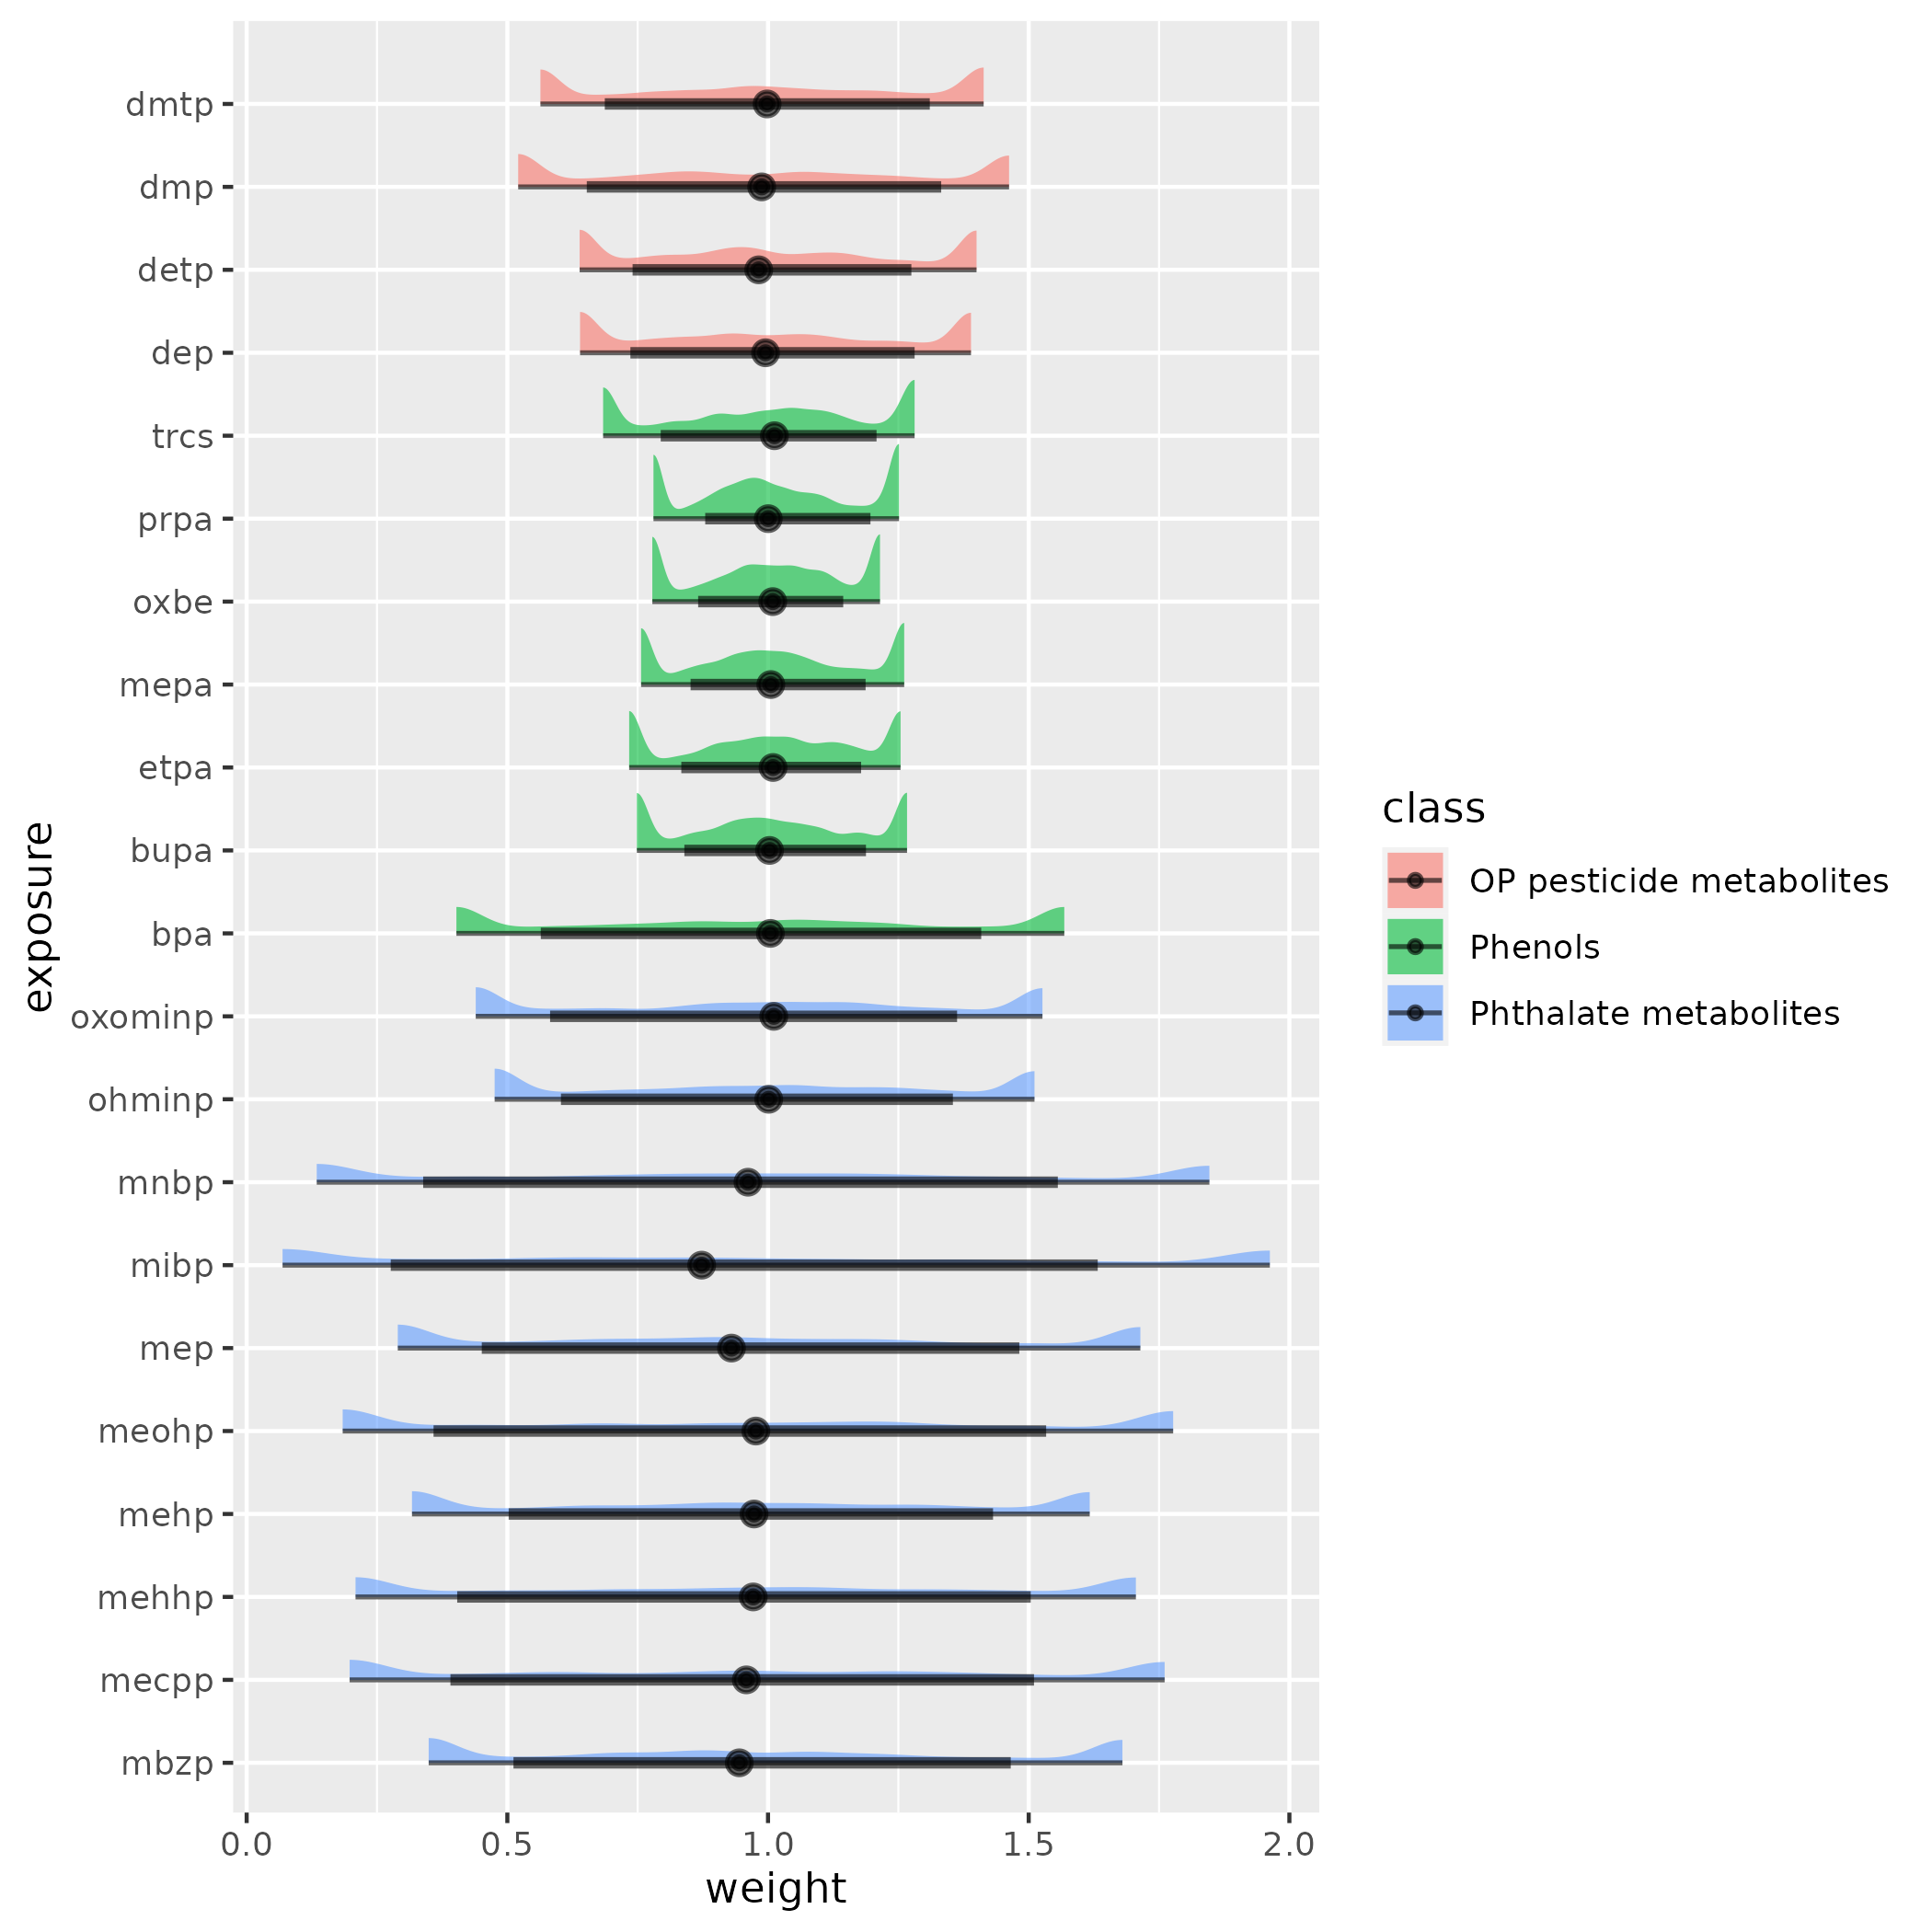 exposure
dmtp
dmp
detp
dep
trcs
prpa
oxbe
mepa
etpa
bupa
bpa
oxominp
ohminp
mnbp
mibp
mep
meohp
mehp
mehhp
mecpp
mbzp
0.0 0.5 1.0 1.5 2.0
weight
class
OP pesticide metabolites
Phenols
Phthalate metabolites